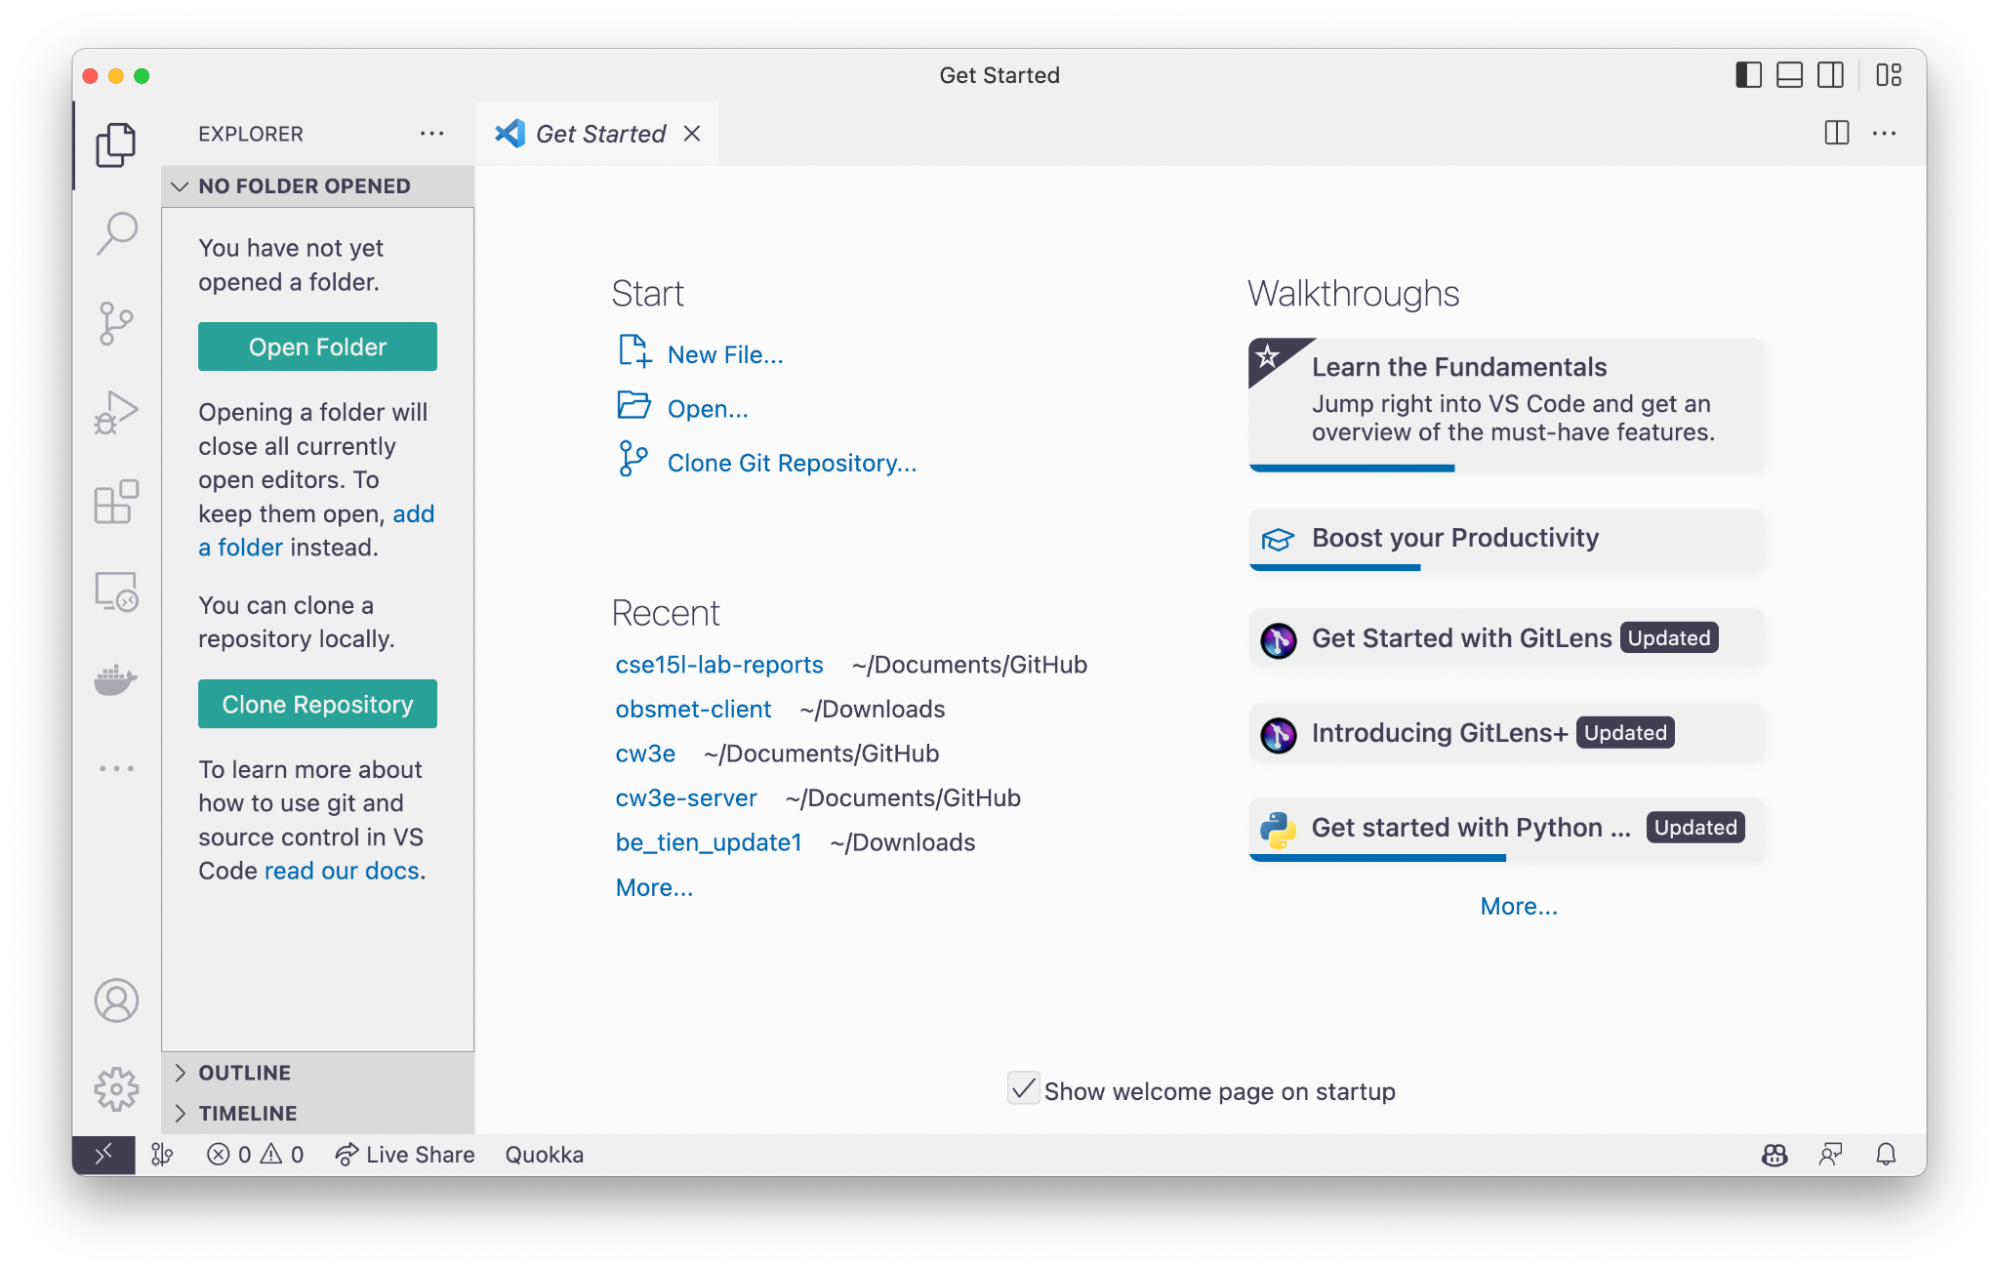 Get Started
EXPLORER
Get Started
NO FOLDER OPENED
You have not yet
opened a folder.
Open Folder
Opening a folder will
close all currently
open editors. To
keep them open, add
a folder instead.
You can clone a
repository locally.
Clone Repository
To learn more about
how to use git and
source control in VS
Code read our docs.
OUTLINE
TIMELINE
Start
New File...
Open...
Clone Git Repository...
Recent
cse15l-lab-reports ~/Documents/GitHub
obsmet-client ~/Downloads
cw3e ~/Documents/GitHub
cw3e-server ~/Documents/GitHub
be_tien_update1 ~/Downloads
More...
Walkthroughs
Learn the Fundamentals
Jump right into VS Code and get an
overview of the must-have features.
Boost your Productivity
Get Started with GitLens Updated
Introducing GitLens+ Updated
Get started with Python ... Updated
More...
Show welcome page on startup
0 0 Live Share Quokka